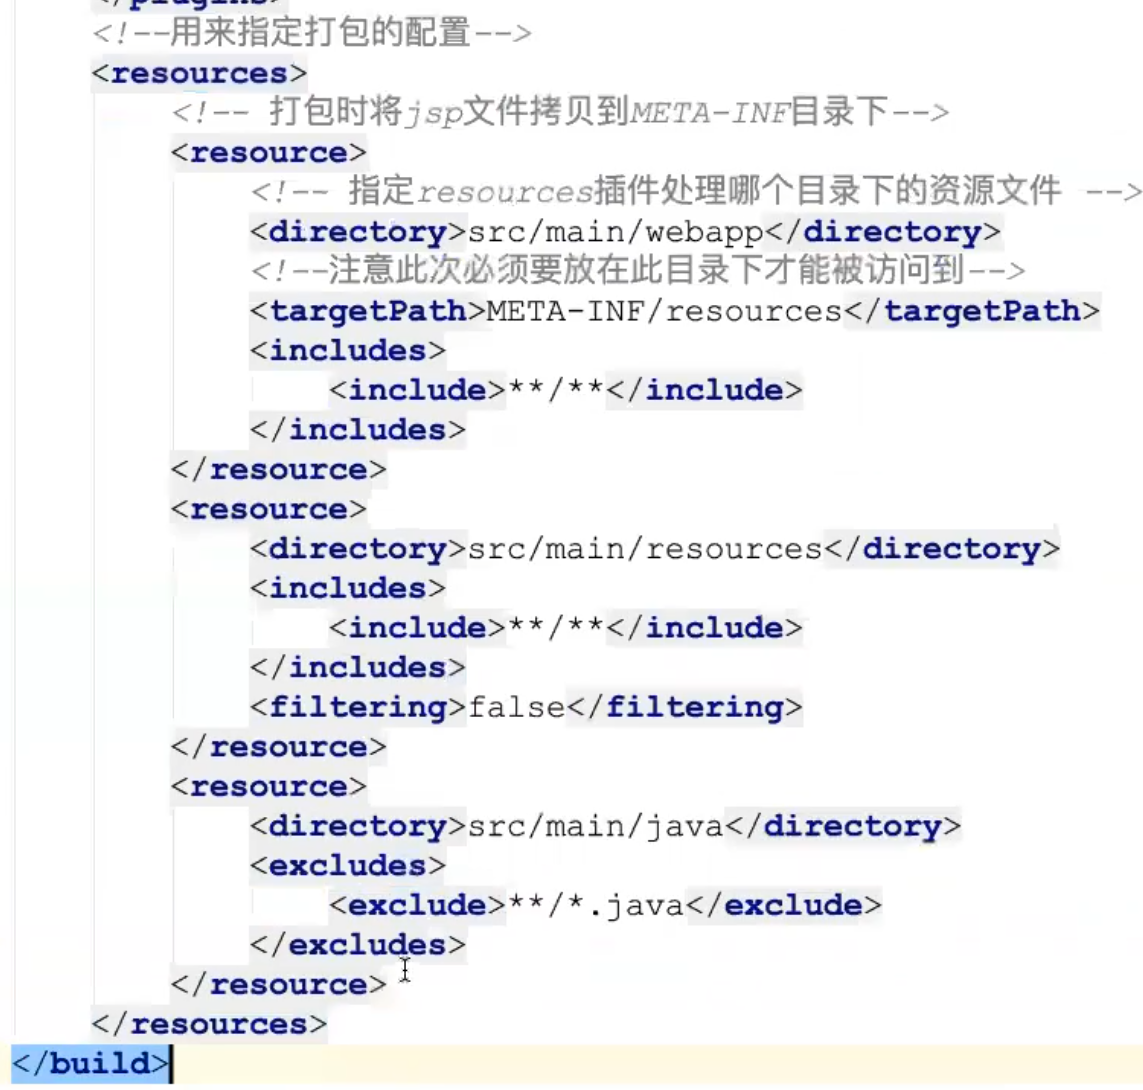 </plugins>
<!--用来指定打包的配置-->
<resources>
<!-- 打包时将jsp文件拷贝到META-INF目录下-->
<resource>
<!-- 指定resources插件处理哪个目录下的资源文件 -->
<directory>src/main/webapp</directory>
<!--注意此次必须要放在此目录下才能被访问到-->
<targetPath>META-INF/resources</targetPath>
<includes>
<include>**/**</include>
</includes>
</resource>
<resource>
<directory>src/main/resources</directory>
<includes>
<include>**/**</include>
</includes>
<filtering>false</filtering>
</resource>
<resource>
<directory>src/main/java</directory>
<excludes>
<exclude>**/*.java</exclude>
</excludes>
</resource>
</resources>
</build>